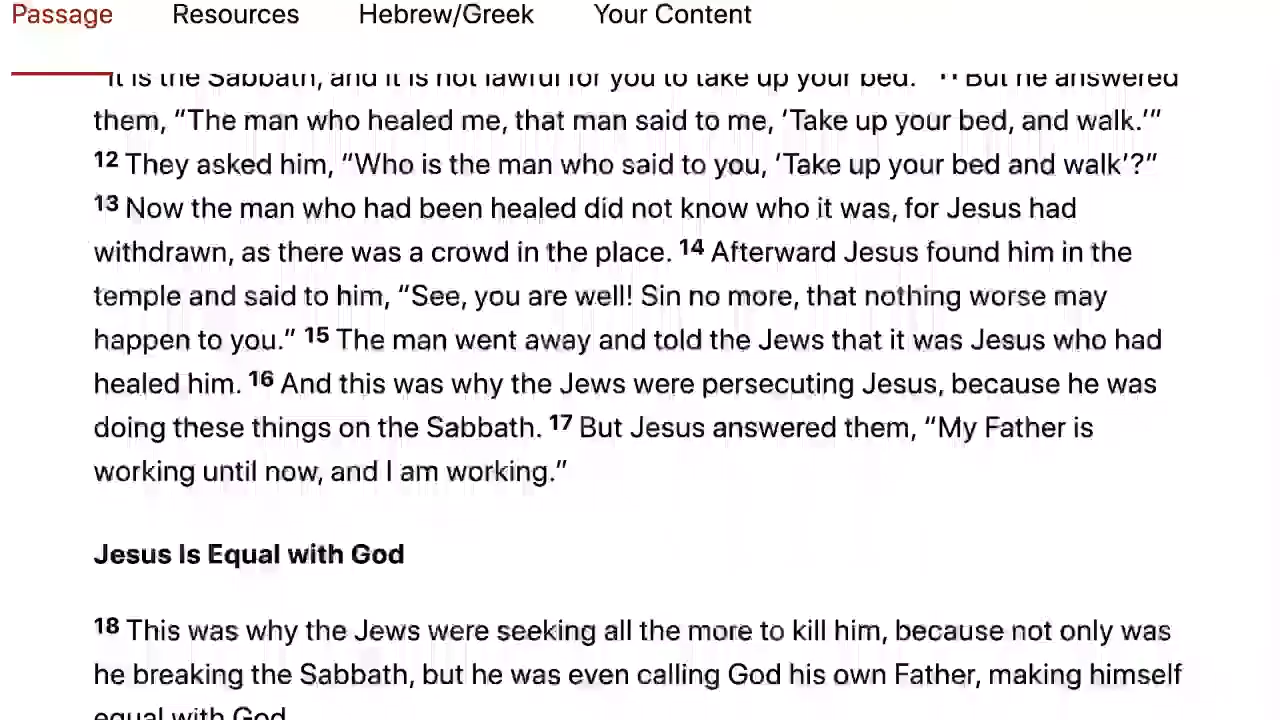 Passage Resources Hebrew/Greek Your Content
It is the Sabbath, and it is not lawful for you to take up your bed.” 11 But he answered
them, “The man who healed me, that man said to me, ‘Take up your bed, and walk.’”
12 They asked him, “Who is the man who said to you, ‘Take up your bed and walk’?”
13 Now the man who had been healed did not know who it was, for Jesus had
withdrawn, as there was a crowd in the place. 14 Afterward Jesus found him in the
temple and said to him, “See, you are well! Sin no more, that nothing worse may
happen to you.” 15 The man went away and told the Jews that it was Jesus who had
healed him. 16 And this was why the Jews were persecuting Jesus, because he was
doing these things on the Sabbath. 17 But Jesus answered them, “My Father is
working until now, and I am working.”
Jesus Is Equal with God
18 This was why the Jews were seeking all the more to kill him, because not only was
he breaking the Sabbath, but he was even calling God his own Father, making himself
equal with God.